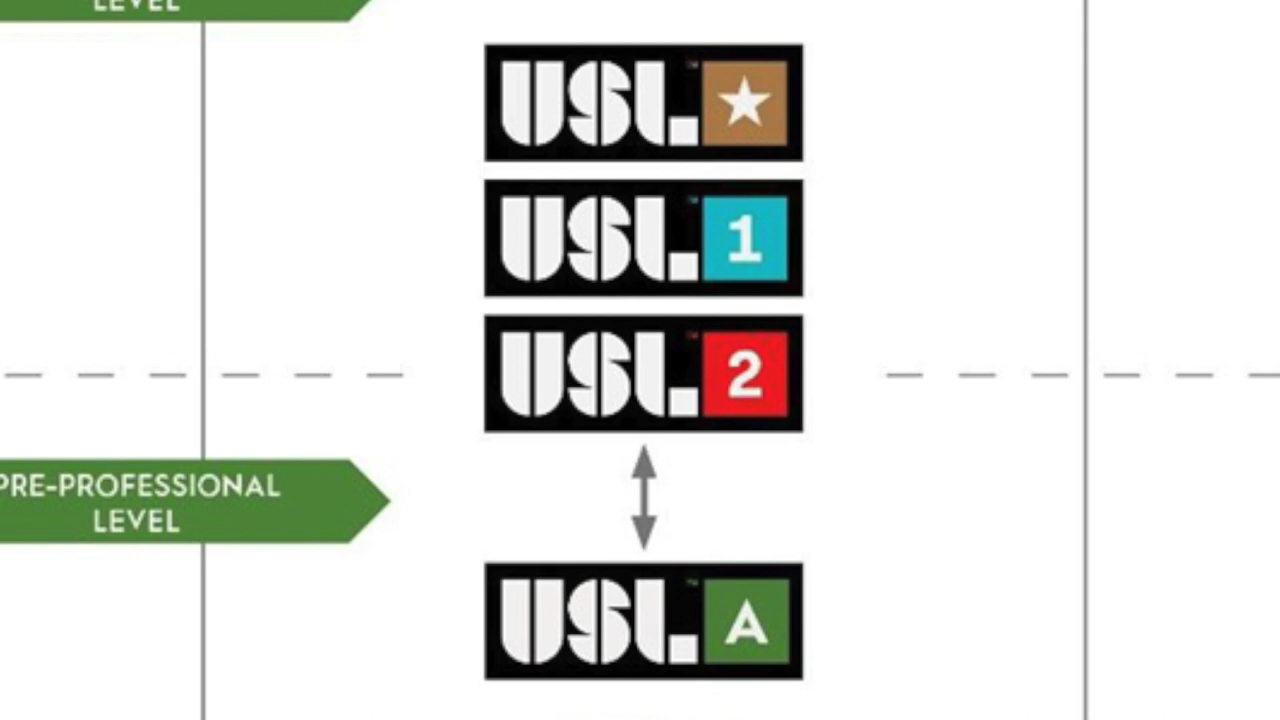 LEVEL
USL ★
USL 1
USL 2
PRE-PROFESSIONAL
LEVEL
USL A